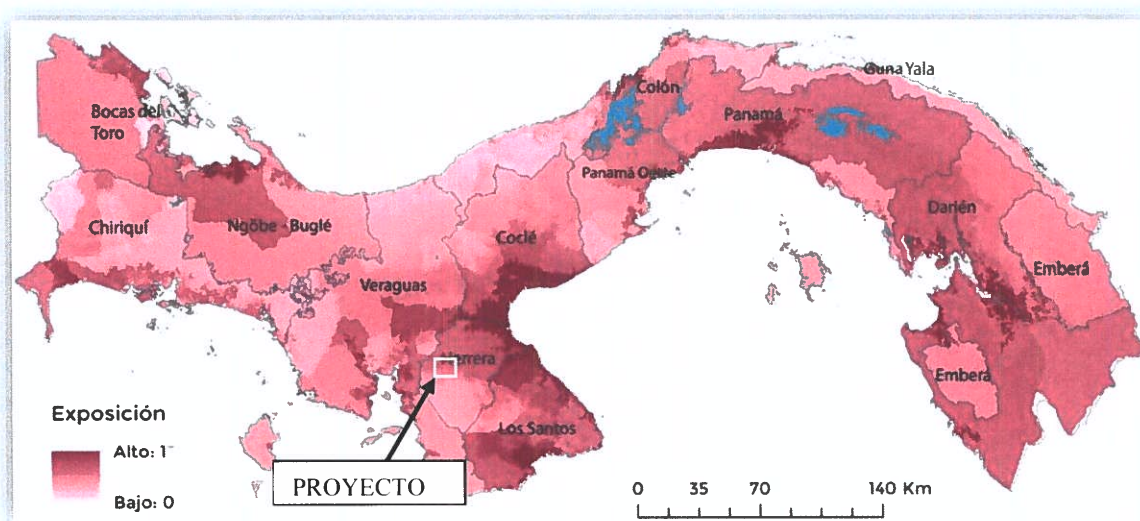 Guna Yala
Colón
Bocas del
Toro
Panamá
Panamá Oeste
Darién
Chiriquí
Ngöbe - Buglé
Coclé
Emberá
Veraguas
Herrera
Emberá
Exposición
Los Santos
Alto: 1
Bajo: 0
PROYECTO
0 35 70 140 Km